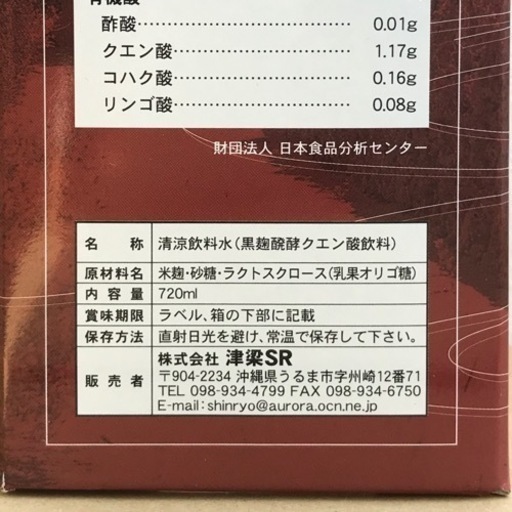 有機酸
酢酸 0.01g
クエン酸 1.17g
コハク酸 0.16g
リンゴ酸 0.08g
財団法人 日本食品分析センター
名称 清涼飲料水(黒麹醗酵クエン酸飲料)
原材料名 米麹・砂糖・ラクトスクロース(乳果オリゴ糖)
内容量 720ml
賞味期限 ラベル、箱の下部に記載
保存方法 直射日光を避け、常温で保存して下さい。
販売者 株式会社 津梁SR
〒904-2234 沖縄県うるま市字州崎12番71
TEL 098-934-4799 FAX 098-934-6750
E-mail:shinryo@aurora.ocn.ne.jp